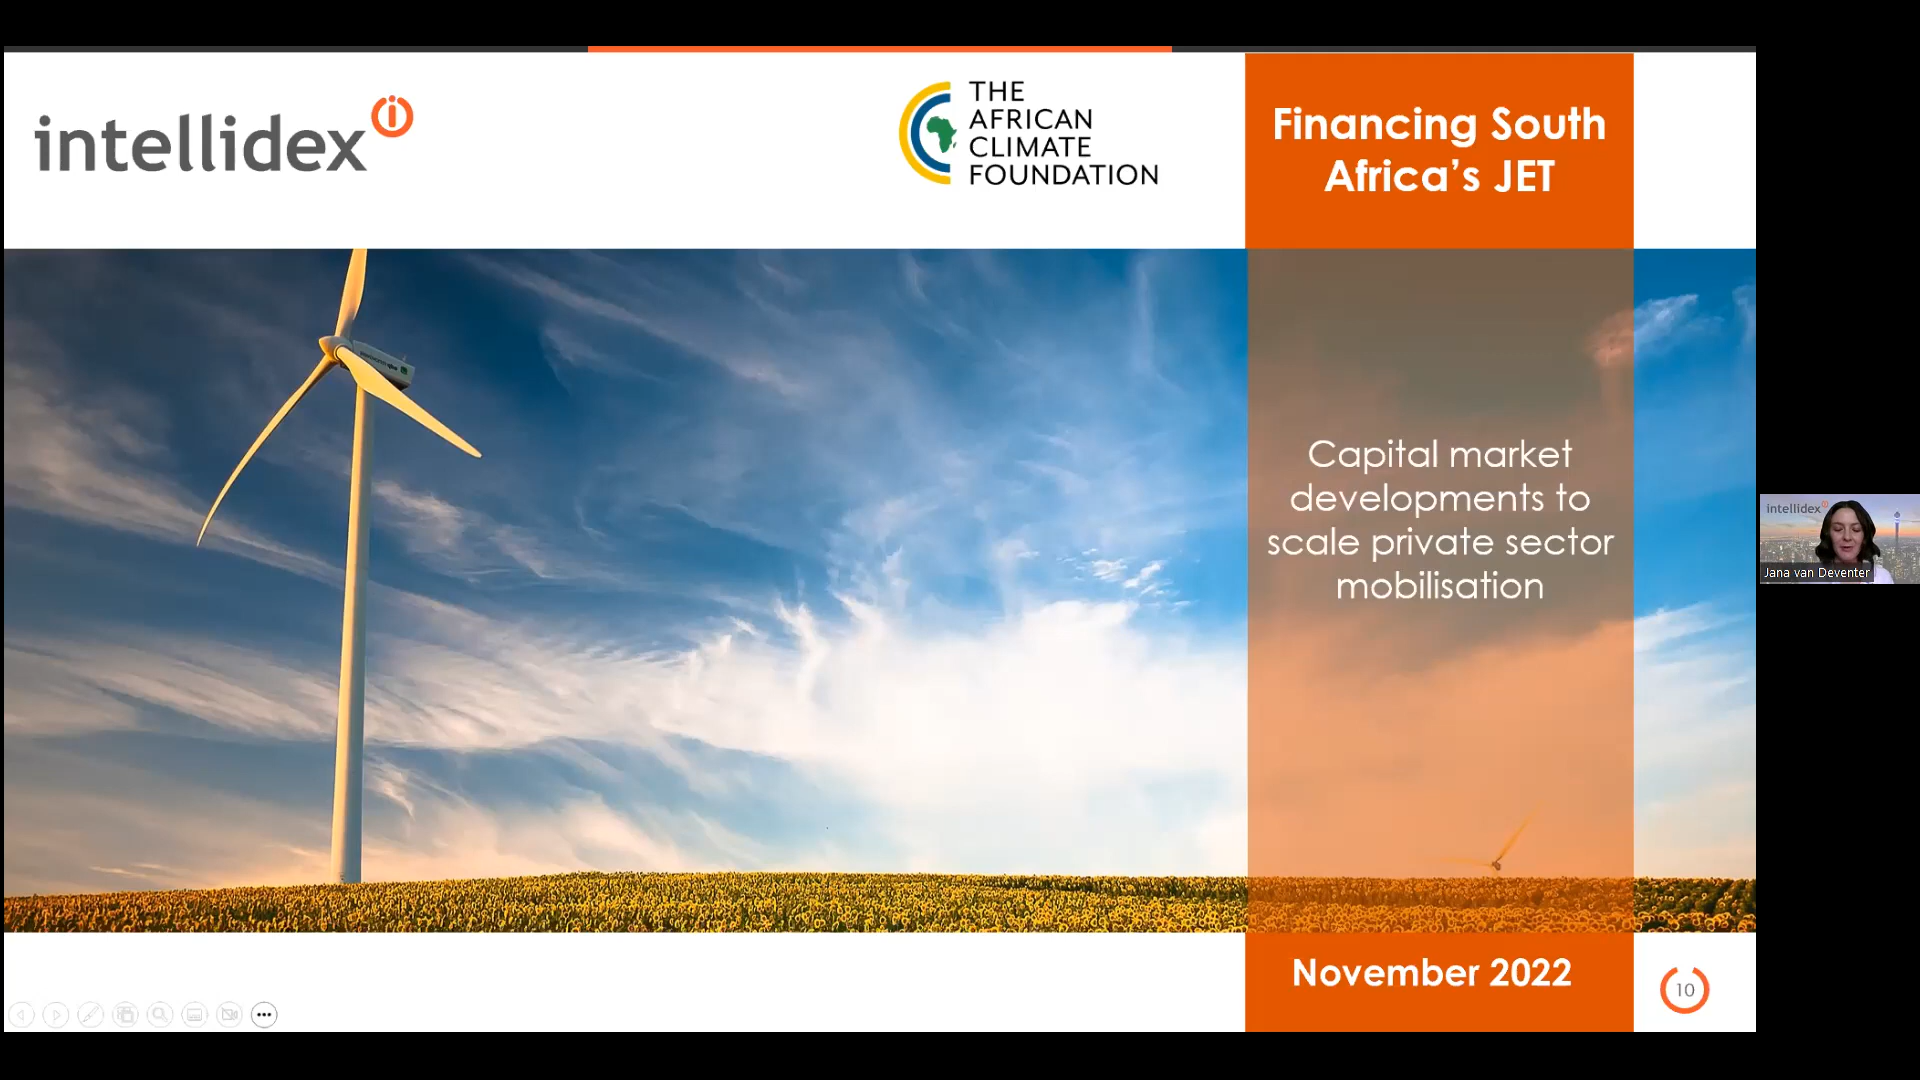 intellidex
THE
AFRICAN
CLIMATE
FOUNDATION
Financing South
Africa’s JET
Capital market
developments to
scale private sector
mobilisation
November 2022
10
intellidex
Jana van Deventer